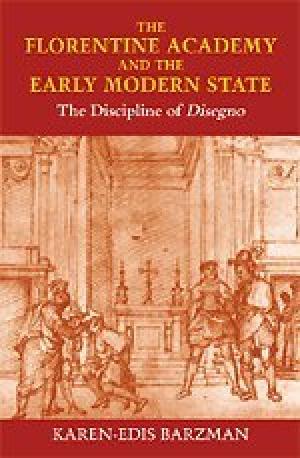 THE
FLORENTINE ACADEMY
AND THE
EARLY MODERN STATE
The Discipline of Disegno
KAREN-EDIS BARZMAN